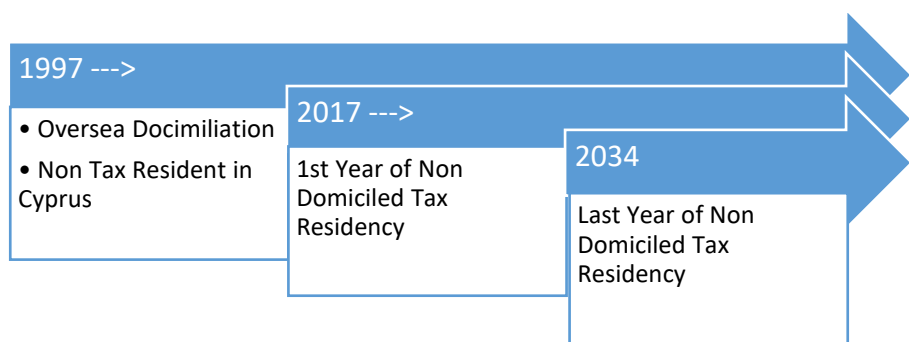 1997 --->
• Oversea Docimiliation
• Non Tax Resident in
Cyprus
2017 --->
1st Year of Non
Domiciled Tax
Residency
2034
Last Year of Non
Domiciled Tax
Residency